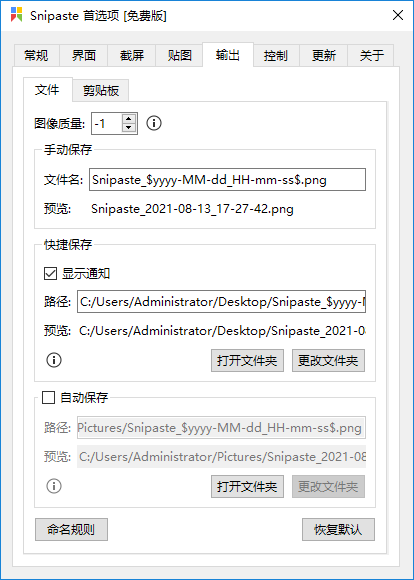 Snipaste 首选项 [免费版]
常规 界面 截屏 贴图 输出 控制 更新 关于
文件 剪贴板
图像质量: -1
手动保存
文件名: Snipaste_$yyyy-MM-dd_HH-mm-ss$.png
预览: Snipaste_2021-08-13_17-27-42.png
快捷保存
显示通知
路径: C:/Users/Administrator/Desktop/Snipaste_$yyyy-M
预览: C:/Users/Administrator/Desktop/Snipaste_2021-08
打开文件夹 更改文件夹
自动保存
路径: Pictures/Snipaste_$yyyy-MM-dd_HH-mm-ss$.png
预览: C:/Users/Administrator/Pictures/Snipaste_2021-08
打开文件夹 更改文件夹
命名规则 恢复默认